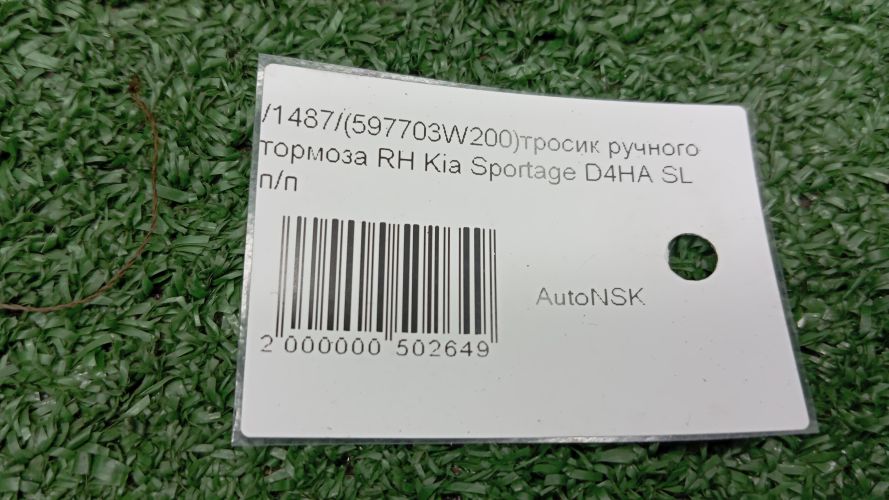 /1487/(597703W200)тросик ручного
тормоза RH Kia Sportage D4HA SL
п/п
AutoNSK
2 000000 502649